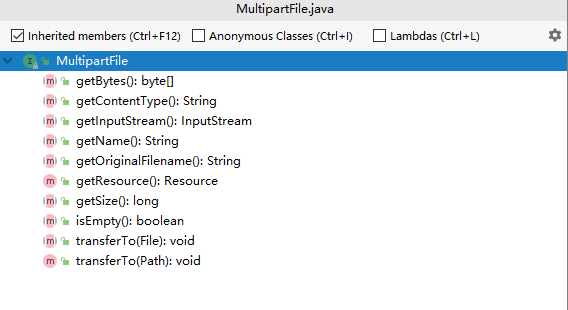 MultipartFile.java
Inherited members (Ctrl+F12) Anonymous Classes (Ctrl+I) Lambdas (Ctrl+L)
I MultipartFile
m getBytes(): byte[]
m getContentType(): String
m getInputStream(): InputStream
m getName(): String
m getOriginalFilename(): String
m getResource(): Resource
m getSize(): long
m isEmpty(): boolean
m transferTo(File): void
m transferTo(Path): void